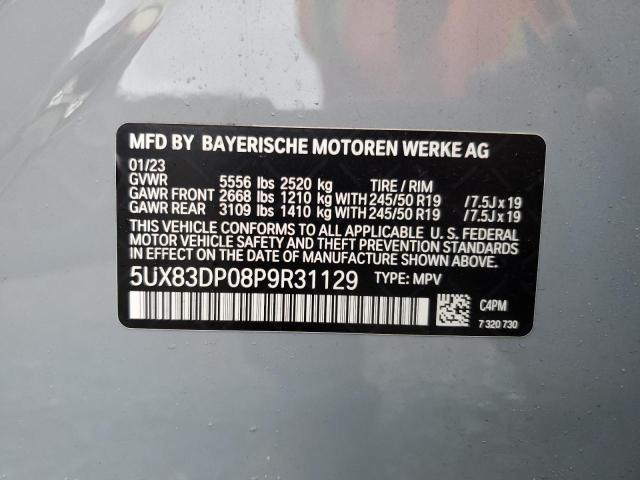 MFD BY BAYERISCHE MOTOREN WERKE AG
01/23
GVWR 5556 lbs 2520 kg TIRE / RIM
GAWR FRONT 2668 lbs 1210 kg WITH 245/50 R19 /7.5J x 19
GAWR REAR 3109 lbs 1410 kg WITH 245/50 R19 /7.5J x 19
THIS VEHICLE CONFORMS TO ALL APPLICABLE U. S. FEDERAL
MOTOR VEHICLE SAFETY, BUMPER, AND THEFT PREVENTION STANDARDS
IN EFFECT ON THE DATE OF MANUFACTURE SHOWN ABOVE.
5UX83DP08P9R31129 TYPE: MPV
C4PM
7 320 730